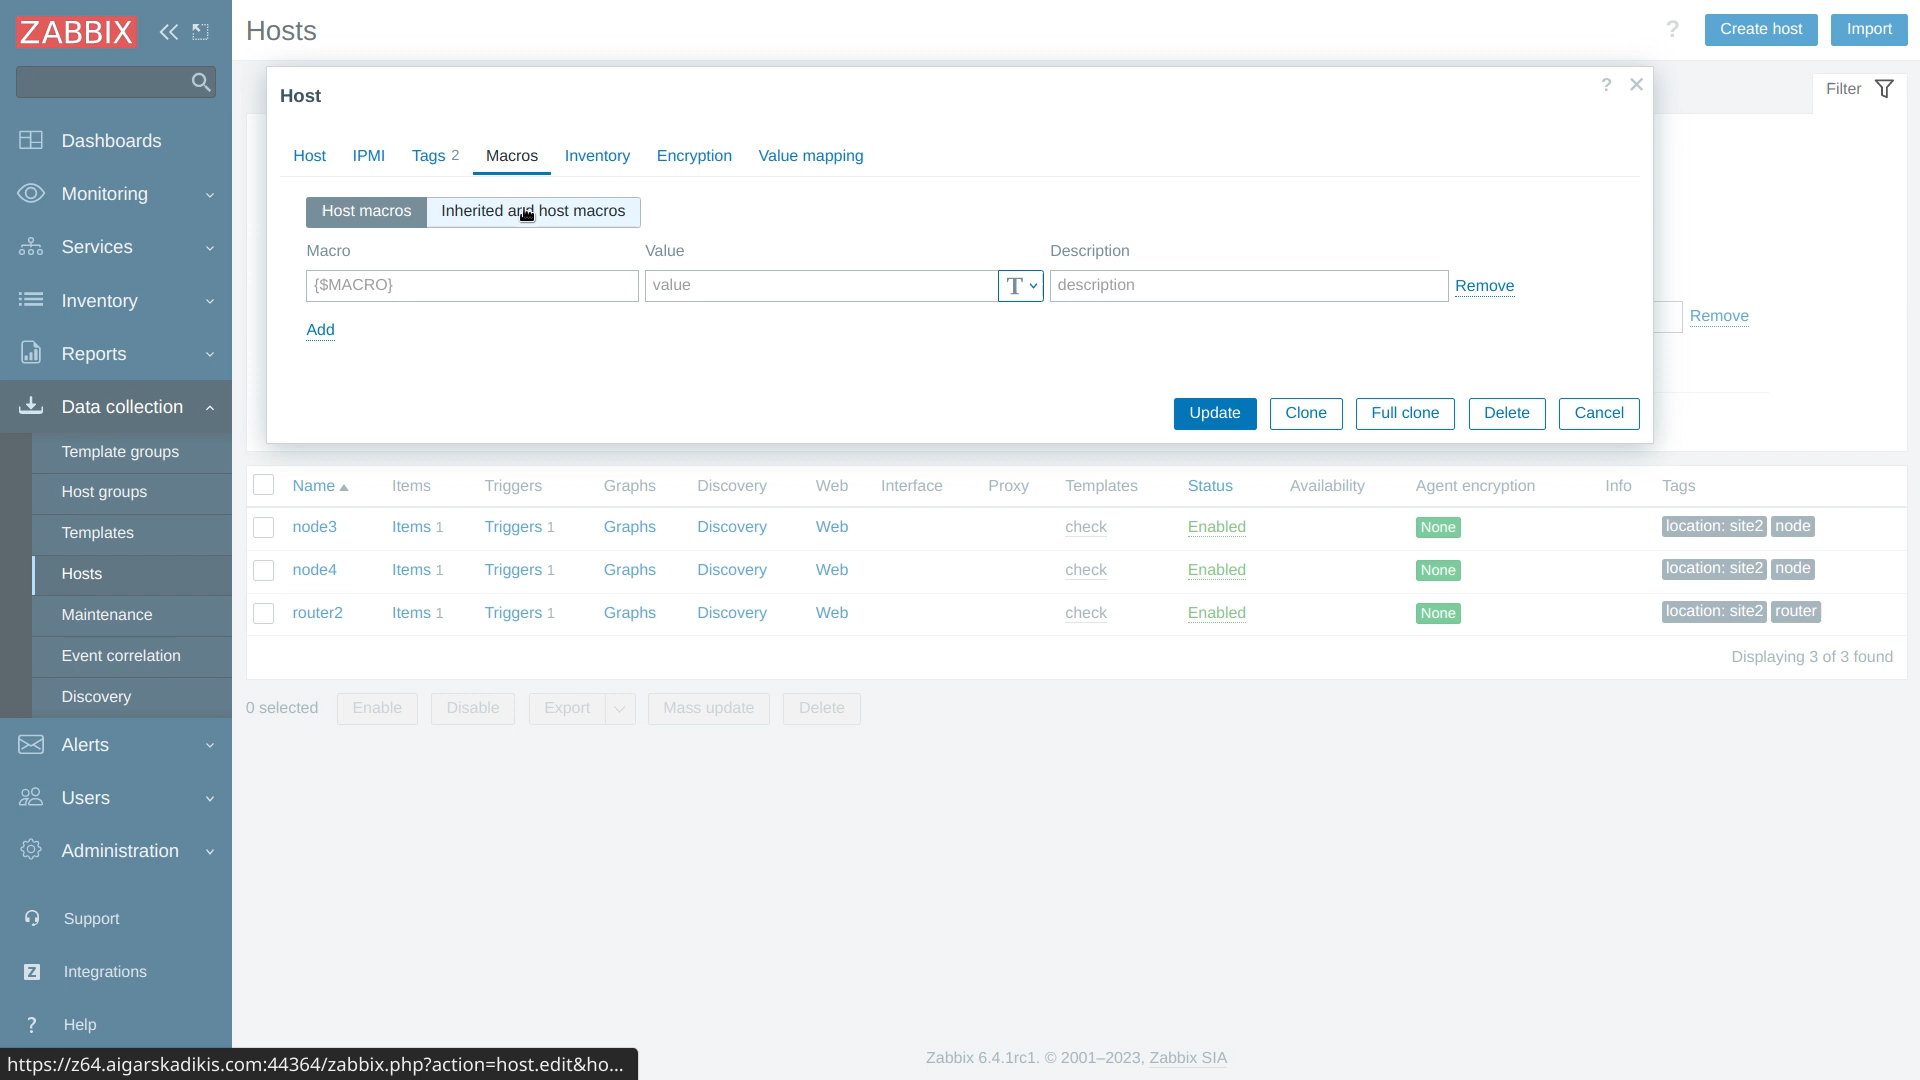 ZABBIX
Hosts
?
Create host
Import
Filter
Host
?
Host
IPMI
Tags 2
Macros
Inventory
Encryption
Value mapping
Host macros
Inherited and host macros
Macro
Value
Description
{$MACRO}
value
T
description
Remove
Remove
Add
Update
Clone
Full clone
Delete
Cancel
Dashboards
Monitoring
Services
Inventory
Reports
Data collection
Template groups
Host groups
Templates
Hosts
Maintenance
Event correlation
Discovery
Alerts
Users
Administration
Support
Z Integrations
? Help
Name Items Triggers Graphs Discovery Web Interface Proxy Templates Status Availability Agent encryption Info Tags
node3 Items 1 Triggers 1 Graphs Discovery Web check Enabled None location: site2 node
node4 Items 1 Triggers 1 Graphs Discovery Web check Enabled None location: site2 node
router2 Items 1 Triggers 1 Graphs Discovery Web check Enabled None location: site2 router
Displaying 3 of 3 found
0 selected
Enable
Disable
Export
Mass update
Delete
Zabbix 6.4.1rc1. © 2001–2023, Zabbix SIA
https://z64.aigarskadikis.com:44364/zabbix.php?action=host.edit&ho...